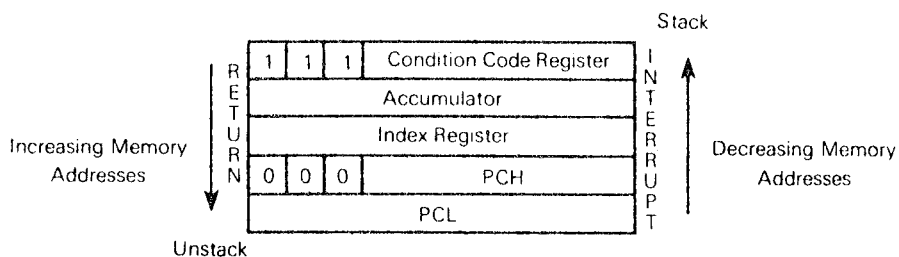 Stack
1 1 1 Condition Code Register
Accumulator
Index Register
0 0 0 PCH
PCL
RETURN
INTERRUPT
Increasing Memory
Addresses
Decreasing Memory
Addresses
Unstack